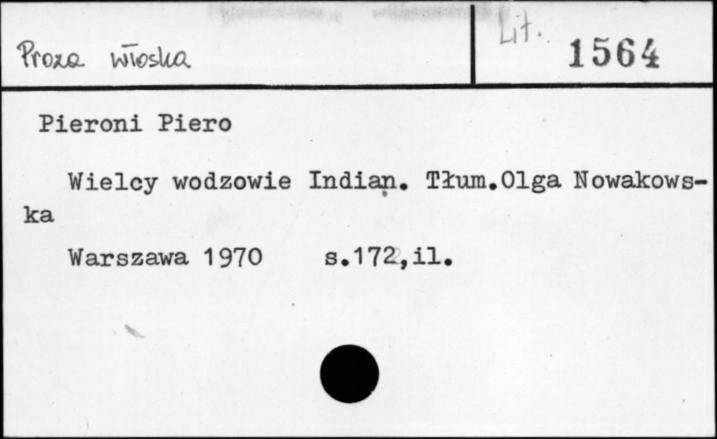 Proza włoska
Lit.
1564
Pieroni Piero
Wielcy wodzowie Indian. Tłum.Olga Nowakows-
ka
Warszawa 1970 s.172,il.